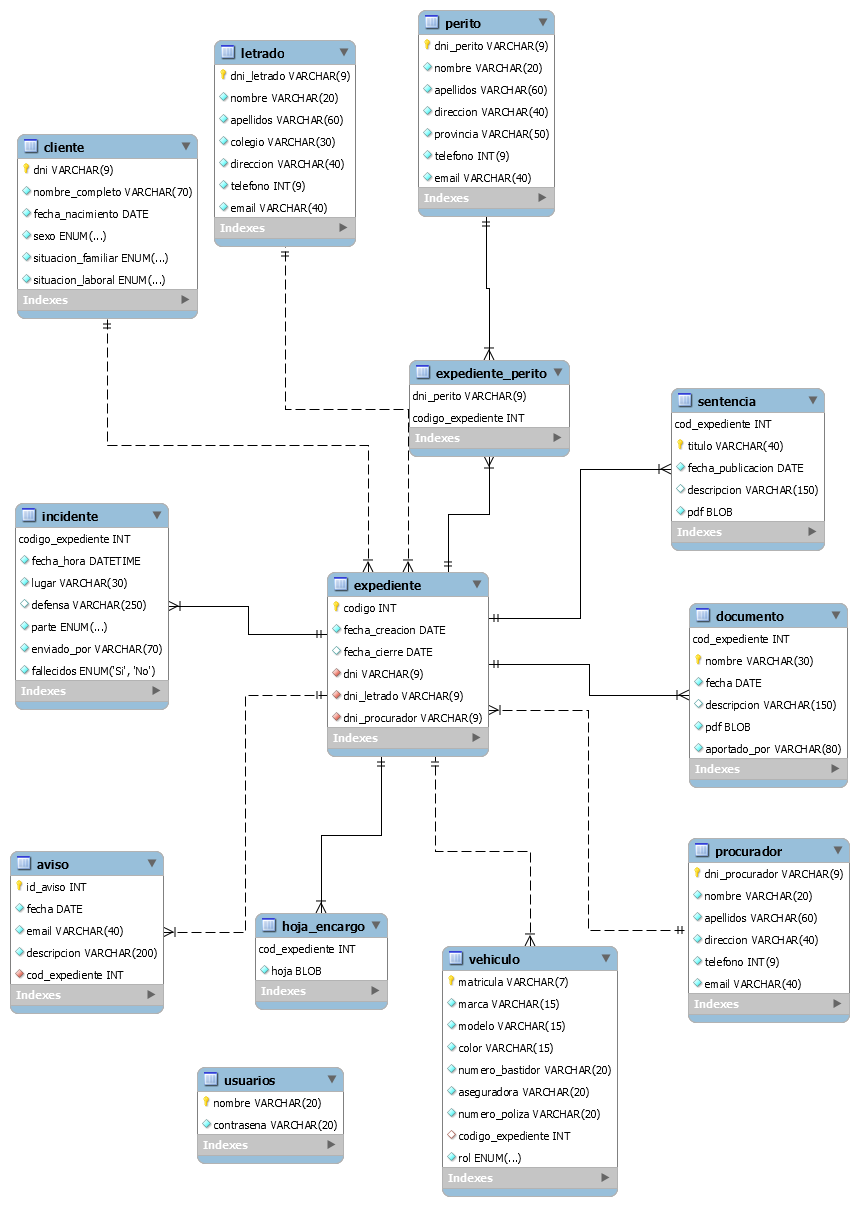 perito
dni_perito VARCHAR(9)
nombre VARCHAR(20)
apellidos VARCHAR(60)
direccion VARCHAR(40)
provincia VARCHAR(50)
telefono INT(9)
email VARCHAR(40)
Indexes
letrado
dni_letrado VARCHAR(9)
nombre VARCHAR(20)
apellidos VARCHAR(60)
colegio VARCHAR(30)
direccion VARCHAR(40)
telefono INT(9)
email VARCHAR(40)
Indexes
cliente
dni VARCHAR(9)
nombre_completo VARCHAR(70)
fecha_nacimiento DATE
sexo ENUM(...)
situacion_familiar ENUM(...)
situacion_laboral ENUM(...)
Indexes
expediente_perito
dni_perito VARCHAR(9)
codigo_expediente INT
Indexes
sentencia
cod_expediente INT
titulo VARCHAR(40)
fecha_publicacion DATE
descripcion VARCHAR(150)
pdf BLOB
Indexes
incidente
codigo_expediente INT
fecha_hora DATETIME
lugar VARCHAR(30)
defensa VARCHAR(250)
parte ENUM(...)
enviado_por VARCHAR(70)
fallecidos ENUM('Si', 'No')
Indexes
expediente
codigo INT
fecha_creacion DATE
fecha_cierre DATE
dni VARCHAR(9)
dni_letrado VARCHAR(9)
dni_procurador VARCHAR(9)
Indexes
documento
cod_expediente INT
nombre VARCHAR(30)
fecha DATE
descripcion VARCHAR(150)
pdf BLOB
aportado_por VARCHAR(80)
Indexes
procurador
dni_procurador VARCHAR(9)
nombre VARCHAR(20)
apellidos VARCHAR(60)
direccion VARCHAR(40)
telefono INT(9)
email VARCHAR(40)
Indexes
aviso
id_aviso INT
fecha DATE
email VARCHAR(40)
descripcion VARCHAR(200)
cod_expediente INT
Indexes
hoja_encargo
cod_expediente INT
hoja BLOB
Indexes
vehiculo
matricula VARCHAR(7)
marca VARCHAR(15)
modelo VARCHAR(15)
color VARCHAR(15)
numero_bastidor VARCHAR(20)
aseguradora VARCHAR(20)
numero_poliza VARCHAR(20)
codigo_expediente INT
rol ENUM(...)
Indexes
usuarios
nombre VARCHAR(20)
contrasena VARCHAR(20)
Indexes